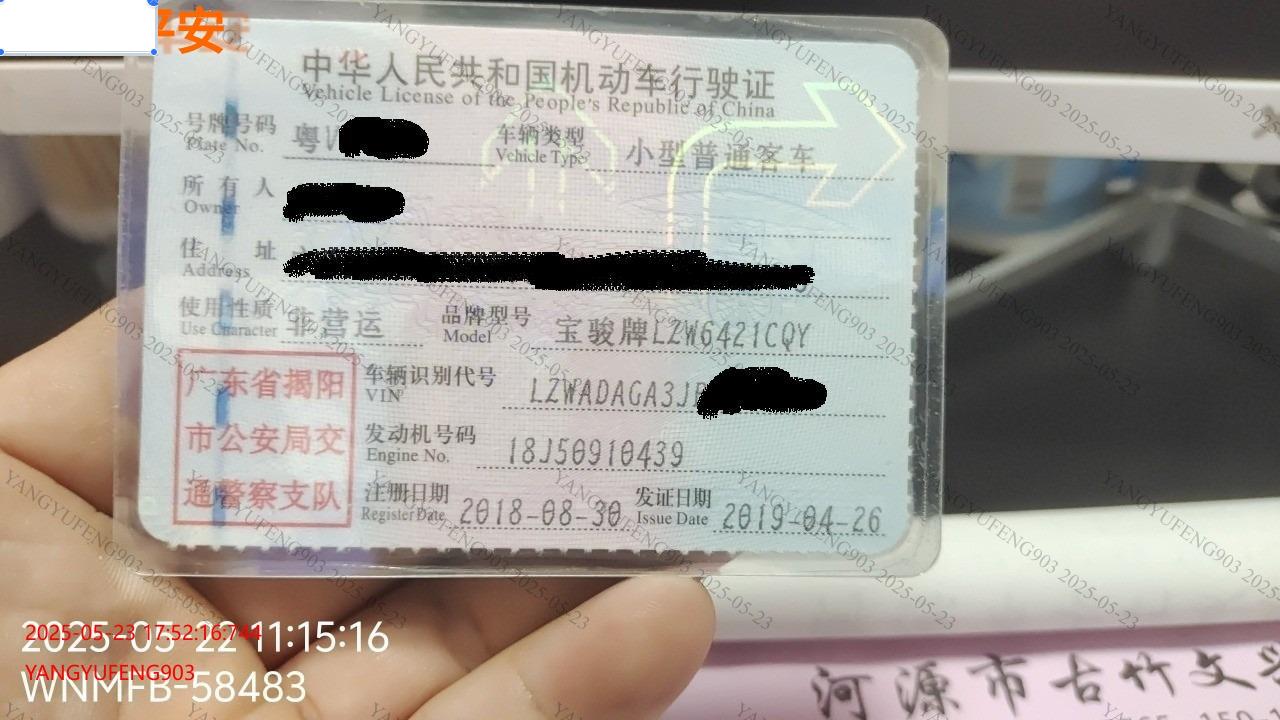 平安
中华人民共和国机动车行驶证
Vehicle License of the People's Republic of China
号牌号码 粤 车辆类型 小型普通客车
Plate No. Vehicle Type
所有人
Owner
住址
Address
使用性质 非营运 品牌型号 宝骏牌LZW6421CQY
Use Character Model
广东省揭阳
市公安局交
通警察支队
车辆识别代号 LZWADAGA3J
VIN
发动机号码 18J50910439
Engine No.
注册日期 2018-08-30 发证日期 2019-04-26
Register Date Issue Date
2025-05-22 11:15:16
2025-05-23 17:52:16:744
YANGYUFENG903
WNMFB-58483
河源市古竹文
YANGYUFENG903 2025-05-23